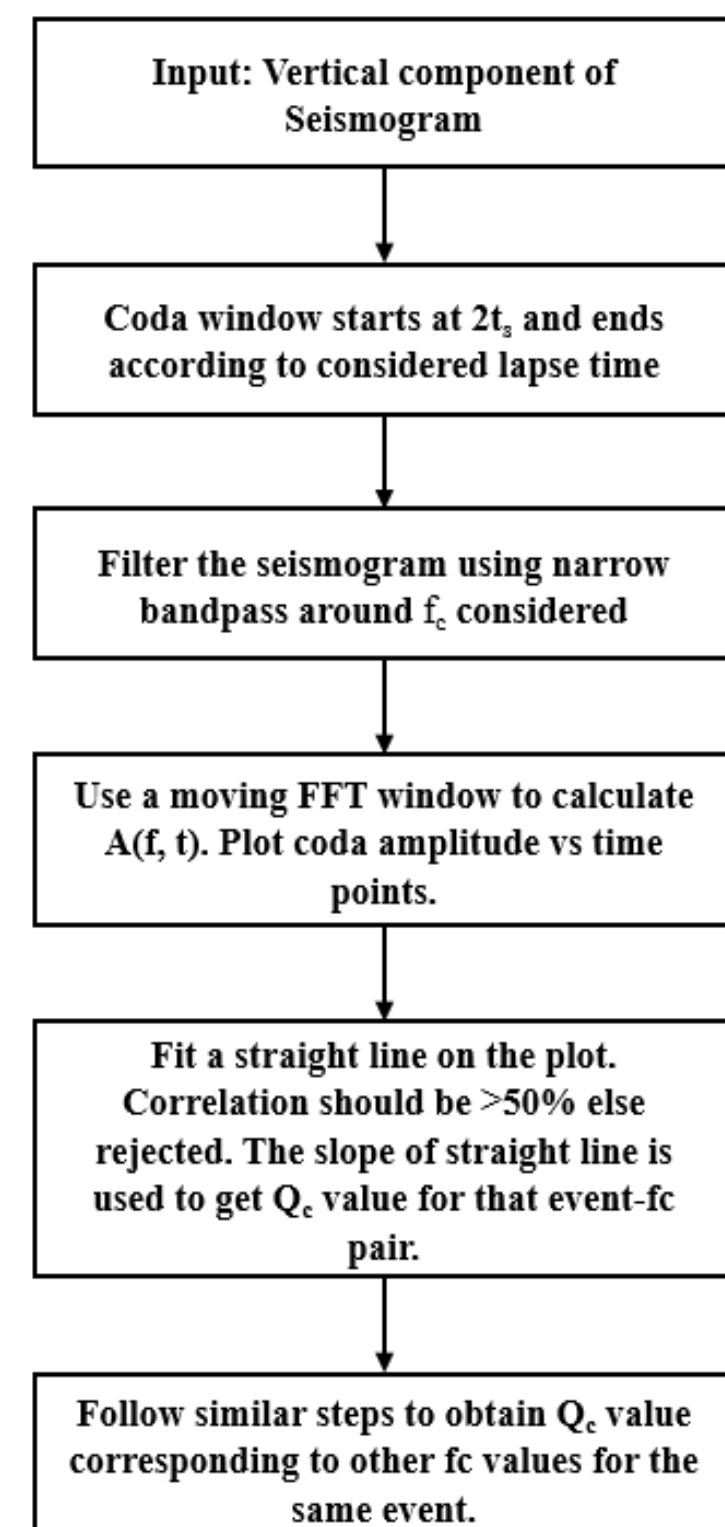 Input: Vertical component of
Seismogram
Coda window starts at 2tₛ and ends
according to considered lapse time
Filter the seismogram using narrow
bandpass around f꜀ considered
Use a moving FFT window to calculate
A(f, t). Plot coda amplitude vs time
points.
Fit a straight line on the plot.
Correlation should be >50% else
rejected. The slope of straight line is
used to get Q꜀ value for that event-fc
pair.
Follow similar steps to obtain Q꜀ value
corresponding to other fc values for the
same event.